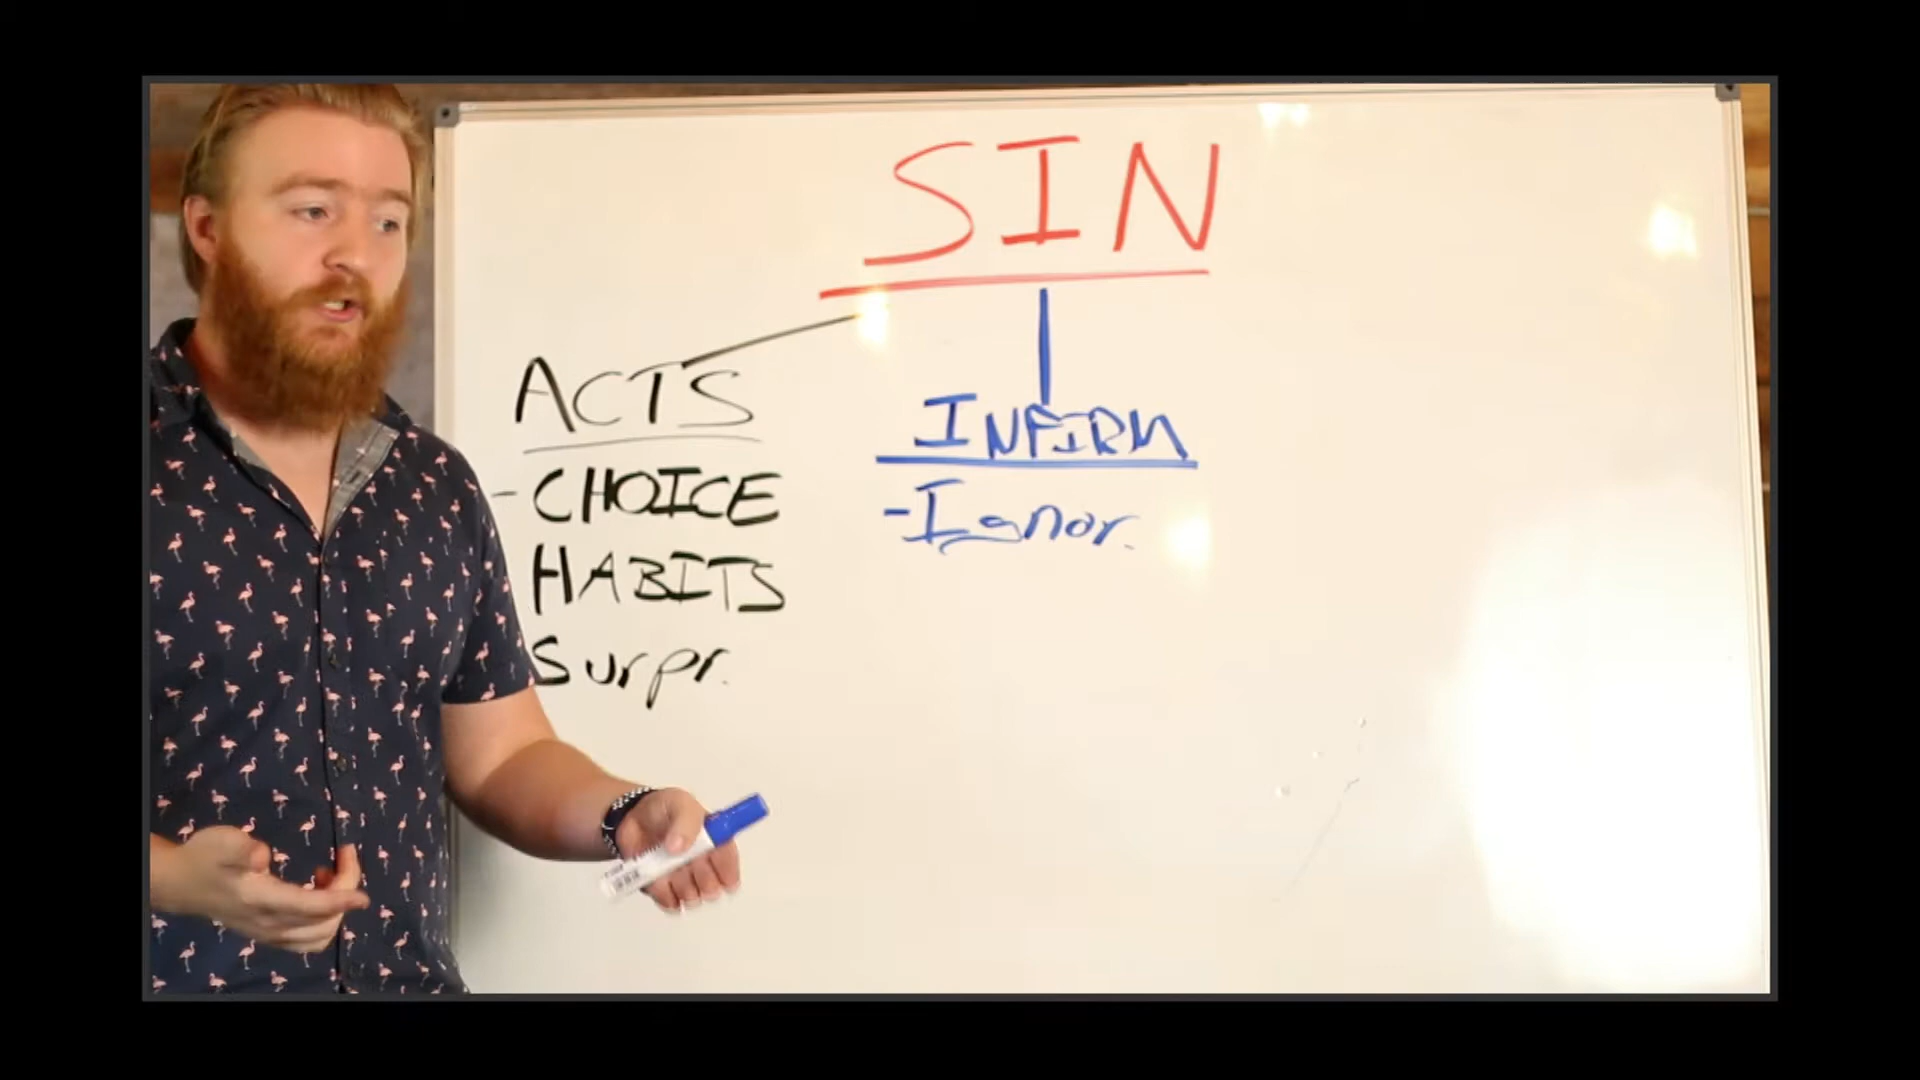 SIN
ACTS
- CHOICE
HABITS
Surpr.
INFIRM
- Ignor.